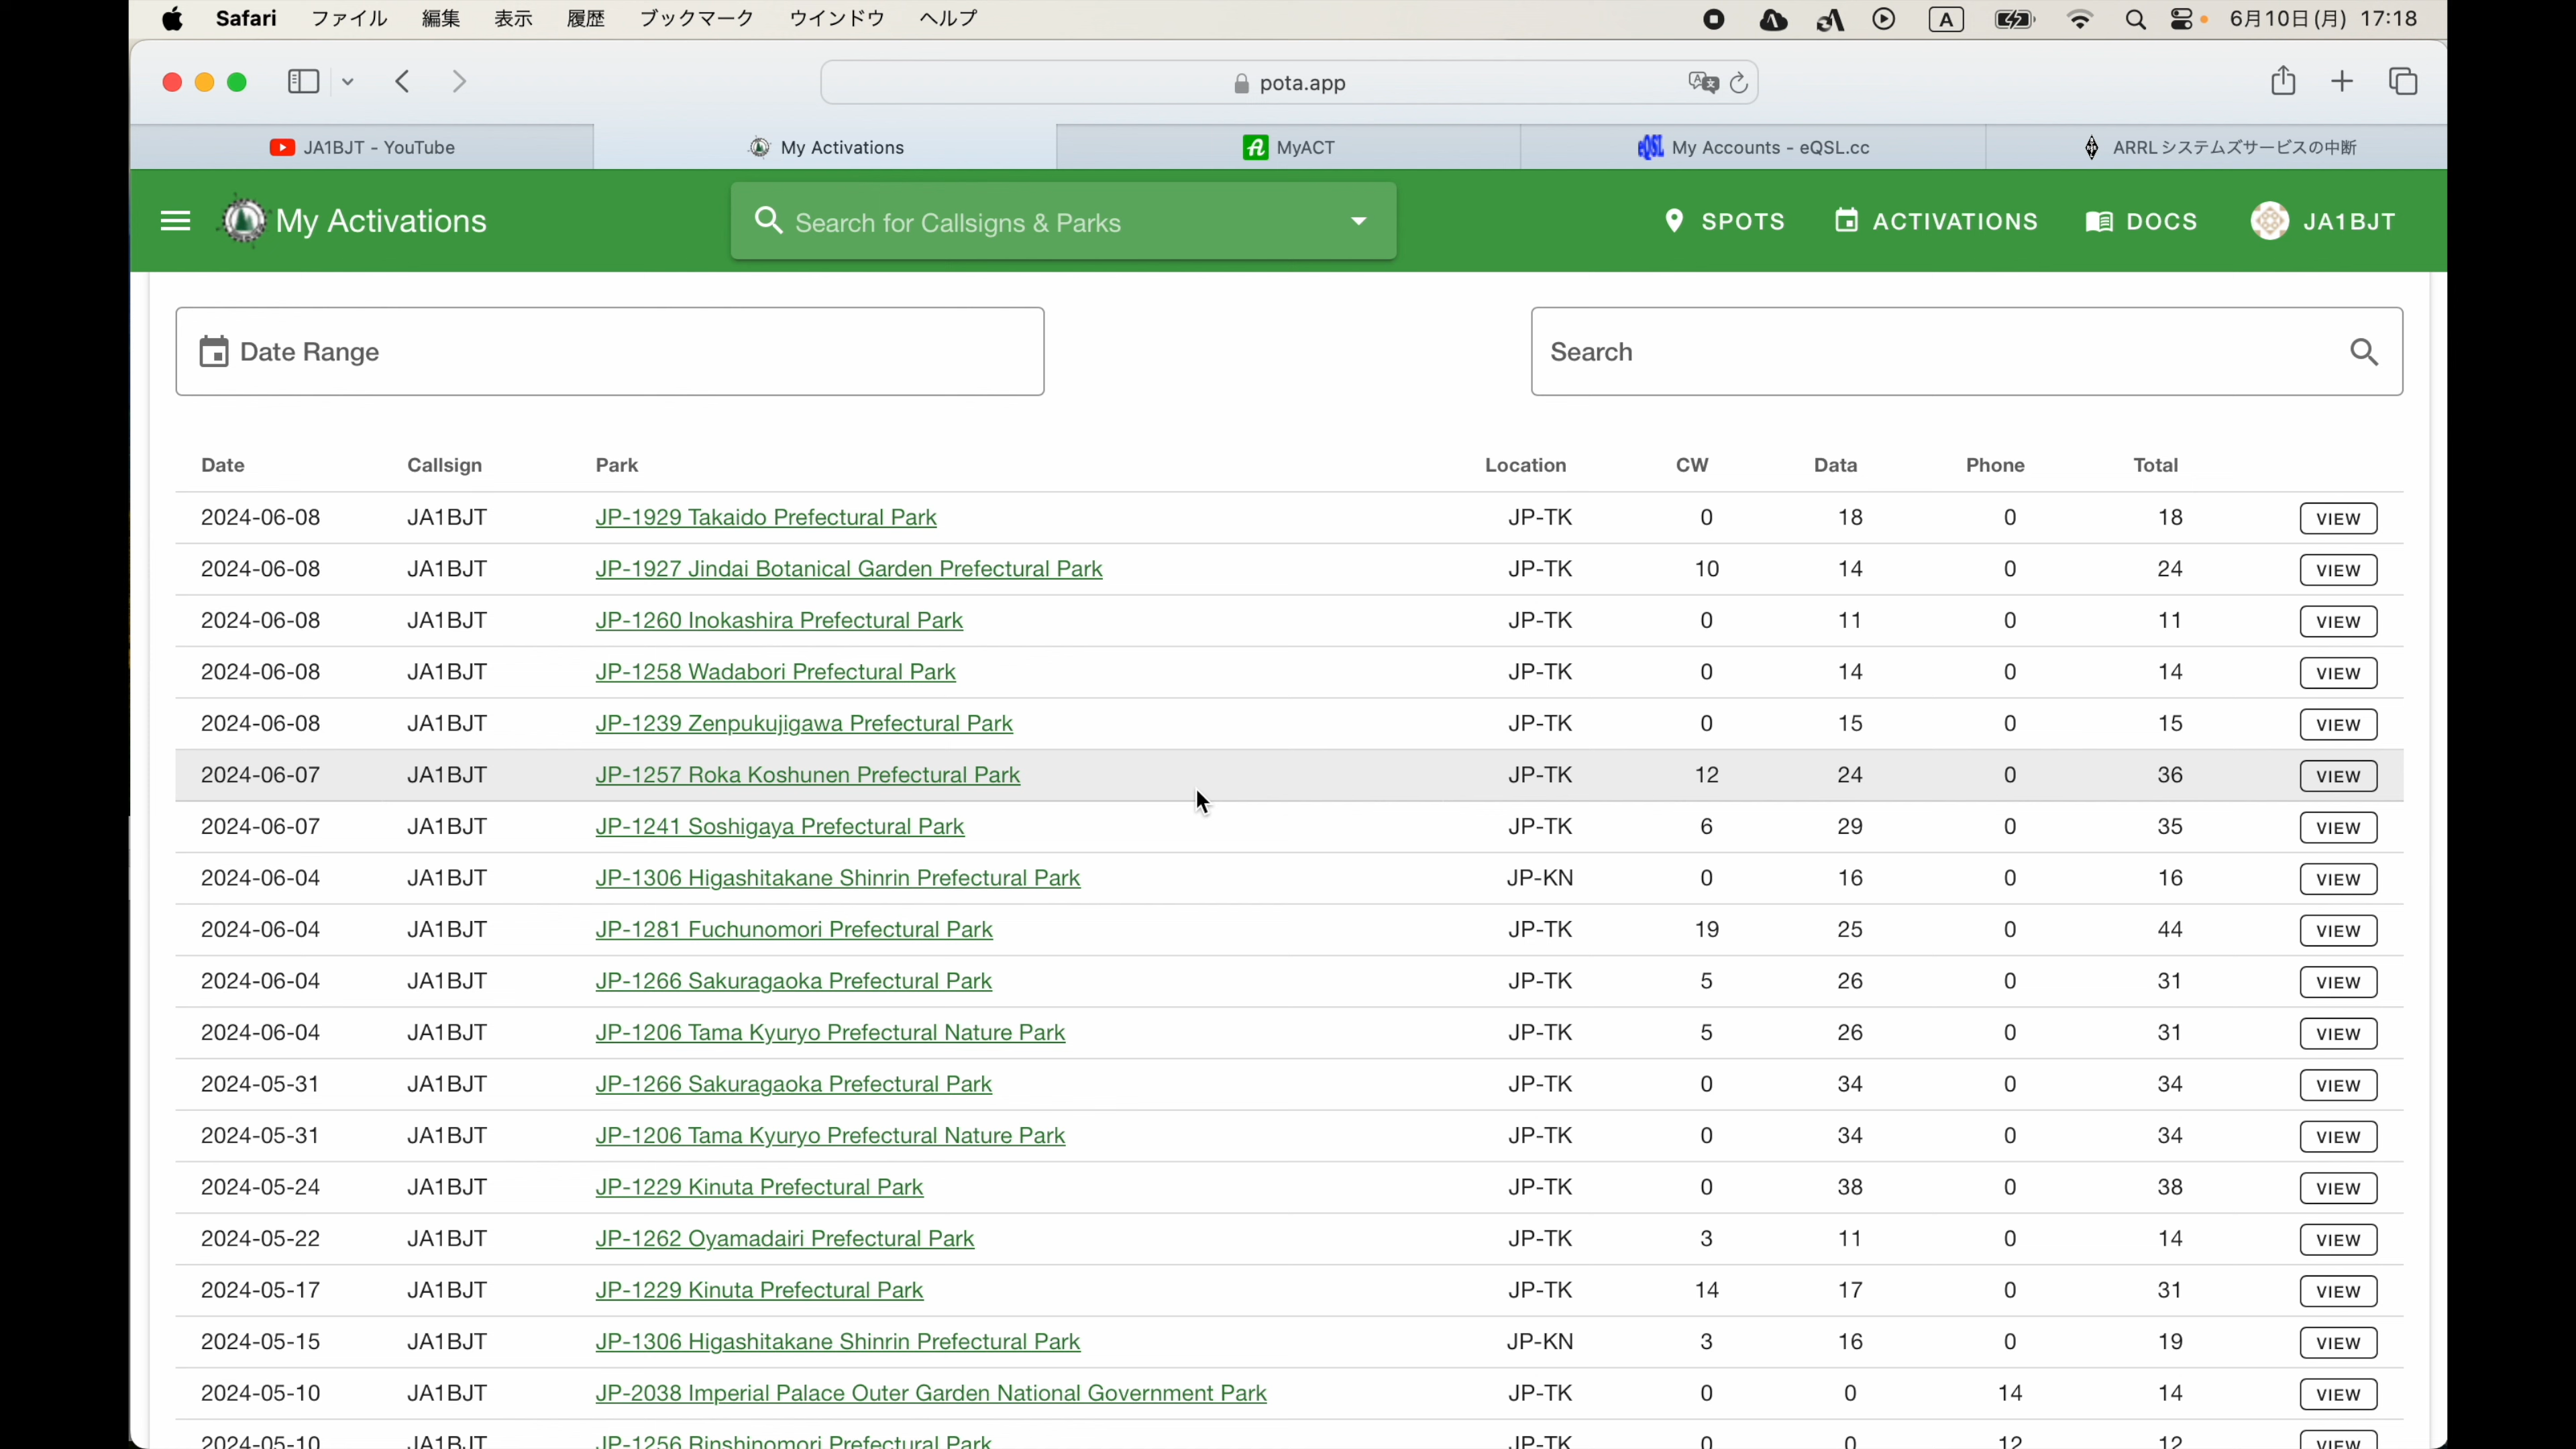 Safari ファイル 編集 表示 履歴 ブックマーク ウインドウ ヘルプ A 6月10日(月) 17:18
pota.app
JA1BJT - YouTube My Activations MyACT eQSL My Accounts - eQSL.cc ARRL システムズサービスの中断
My Activations Search for Callsigns & Parks SPOTS ACTIVATIONS DOCS JA1BJT
Date Range Search
Date Callsign Park Location CW Data Phone Total
2024-06-08 JA1BJT JP-1929 Takaido Prefectural Park JP-TK 0 18 0 18 VIEW
2024-06-08 JA1BJT JP-1927 Jindai Botanical Garden Prefectural Park JP-TK 10 14 0 24 VIEW
2024-06-08 JA1BJT JP-1260 Inokashira Prefectural Park JP-TK 0 11 0 11 VIEW
2024-06-08 JA1BJT JP-1258 Wadabori Prefectural Park JP-TK 0 14 0 14 VIEW
2024-06-08 JA1BJT JP-1239 Zenpukujigawa Prefectural Park JP-TK 0 15 0 15 VIEW
2024-06-07 JA1BJT JP-1257 Roka Koshunen Prefectural Park JP-TK 12 24 0 36 VIEW
2024-06-07 JA1BJT JP-1241 Soshigaya Prefectural Park JP-TK 6 29 0 35 VIEW
2024-06-04 JA1BJT JP-1306 Higashitakane Shinrin Prefectural Park JP-KN 0 16 0 16 VIEW
2024-06-04 JA1BJT JP-1281 Fuchunomori Prefectural Park JP-TK 19 25 0 44 VIEW
2024-06-04 JA1BJT JP-1266 Sakuragaoka Prefectural Park JP-TK 5 26 0 31 VIEW
2024-06-04 JA1BJT JP-1206 Tama Kyuryo Prefectural Nature Park JP-TK 5 26 0 31 VIEW
2024-05-31 JA1BJT JP-1266 Sakuragaoka Prefectural Park JP-TK 0 34 0 34 VIEW
2024-05-31 JA1BJT JP-1206 Tama Kyuryo Prefectural Nature Park JP-TK 0 34 0 34 VIEW
2024-05-24 JA1BJT JP-1229 Kinuta Prefectural Park JP-TK 0 38 0 38 VIEW
2024-05-22 JA1BJT JP-1262 Oyamadairi Prefectural Park JP-TK 3 11 0 14 VIEW
2024-05-17 JA1BJT JP-1229 Kinuta Prefectural Park JP-TK 14 17 0 31 VIEW
2024-05-15 JA1BJT JP-1306 Higashitakane Shinrin Prefectural Park JP-KN 3 16 0 19 VIEW
2024-05-10 JA1BJT JP-2038 Imperial Palace Outer Garden National Government Park JP-TK 0 0 14 14 VIEW
2024-05-10 JA1BJT JP-1256 Rinshinomori Prefectural Park JP-TK 0 0 12 12 VIEW